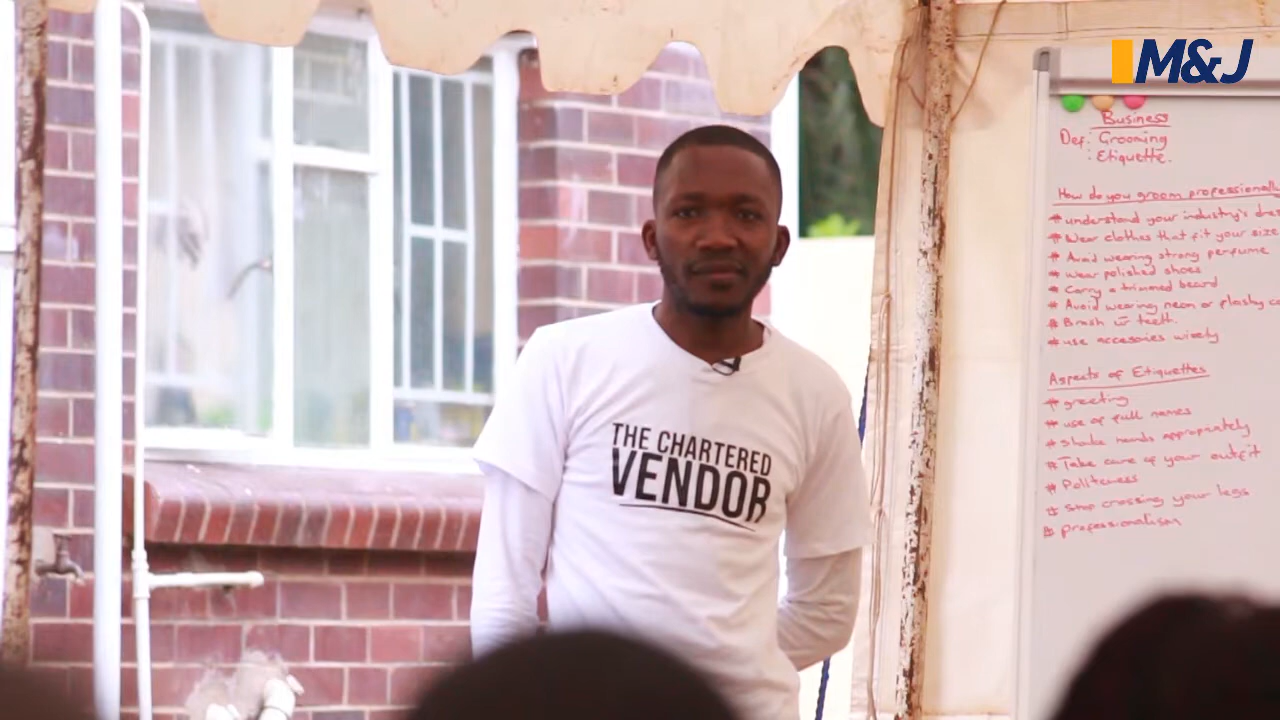 M&J
Business
Def: Grooming
: Etiquette.
How do you groom professionall
* understand your industry's dre
* Wear clothes that fit your size
* Avoid wearing strong perfume
* Wear polished shoes
* Carry a trimmed beard
* Avoid wearing neon or flashy co
* Brush ur teeth.
* use accesories wisely
Aspects of Etiquettes
* greeting
* use of full names
* Shake hands appropriately
* Take care of your outfit
* Politeness
* Stop crossing your legs
* professionalism
THE CHARTERED
VENDOR